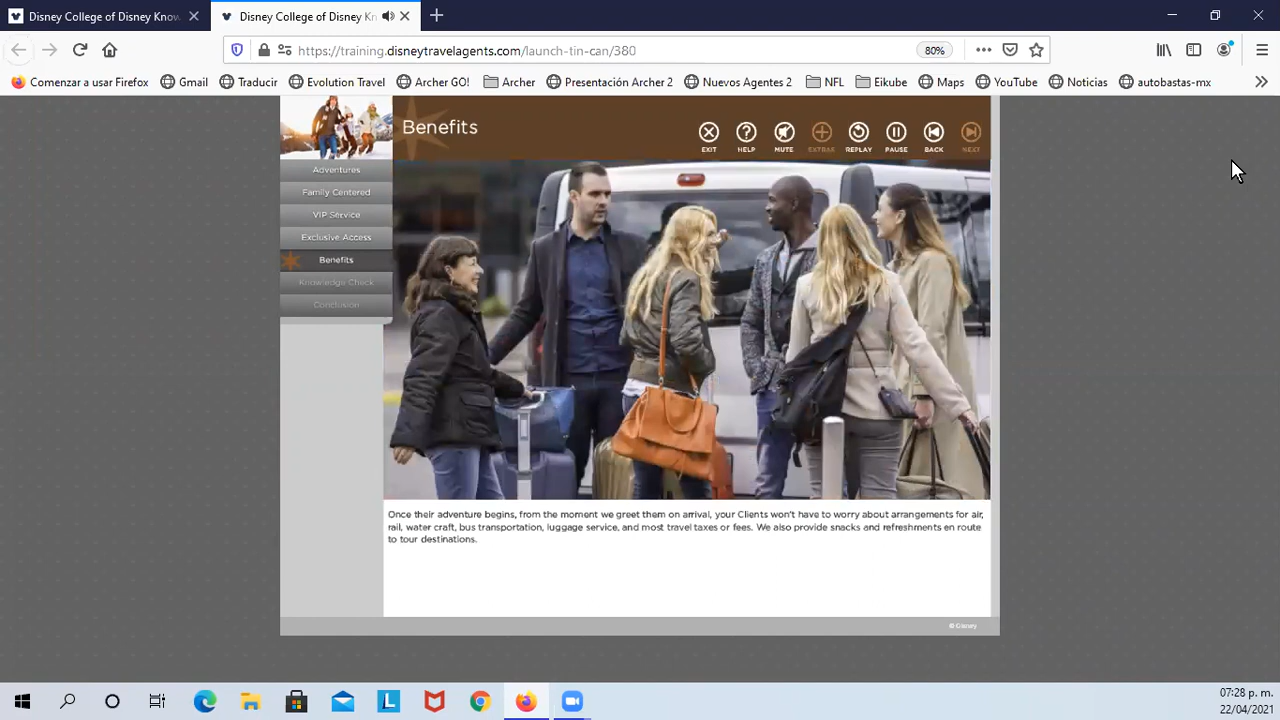 Disney College of Disney Know
Disney College of Disney Kn
https://training.disneytravelagents.com/launch-tin-can/380
80%
Comenzar a usar Firefox
Gmail
Traducir
Evolution Travel
Archer GO!
Archer
Presentación Archer 2
Nuevos Agentes 2
NFL
Eikube
Maps
YouTube
Noticias
autobastas-mx
Benefits
EXIT
HELP
MUTE
EXTRAS
REPLAY
PAUSE
BACK
NEXT
Adventures
Family Centered
VIP Service
Exclusive Access
Benefits
Knowledge Check
Conclusion
Once their adventure begins, from the moment we greet them on arrival, your Clients won't have to worry about arrangements for air,
rail, water craft, bus transportation, luggage service, and most travel taxes or fees. We also provide snacks and refreshments en route
to tour destinations.
© Disney
07:28 p. m.
22/04/2021